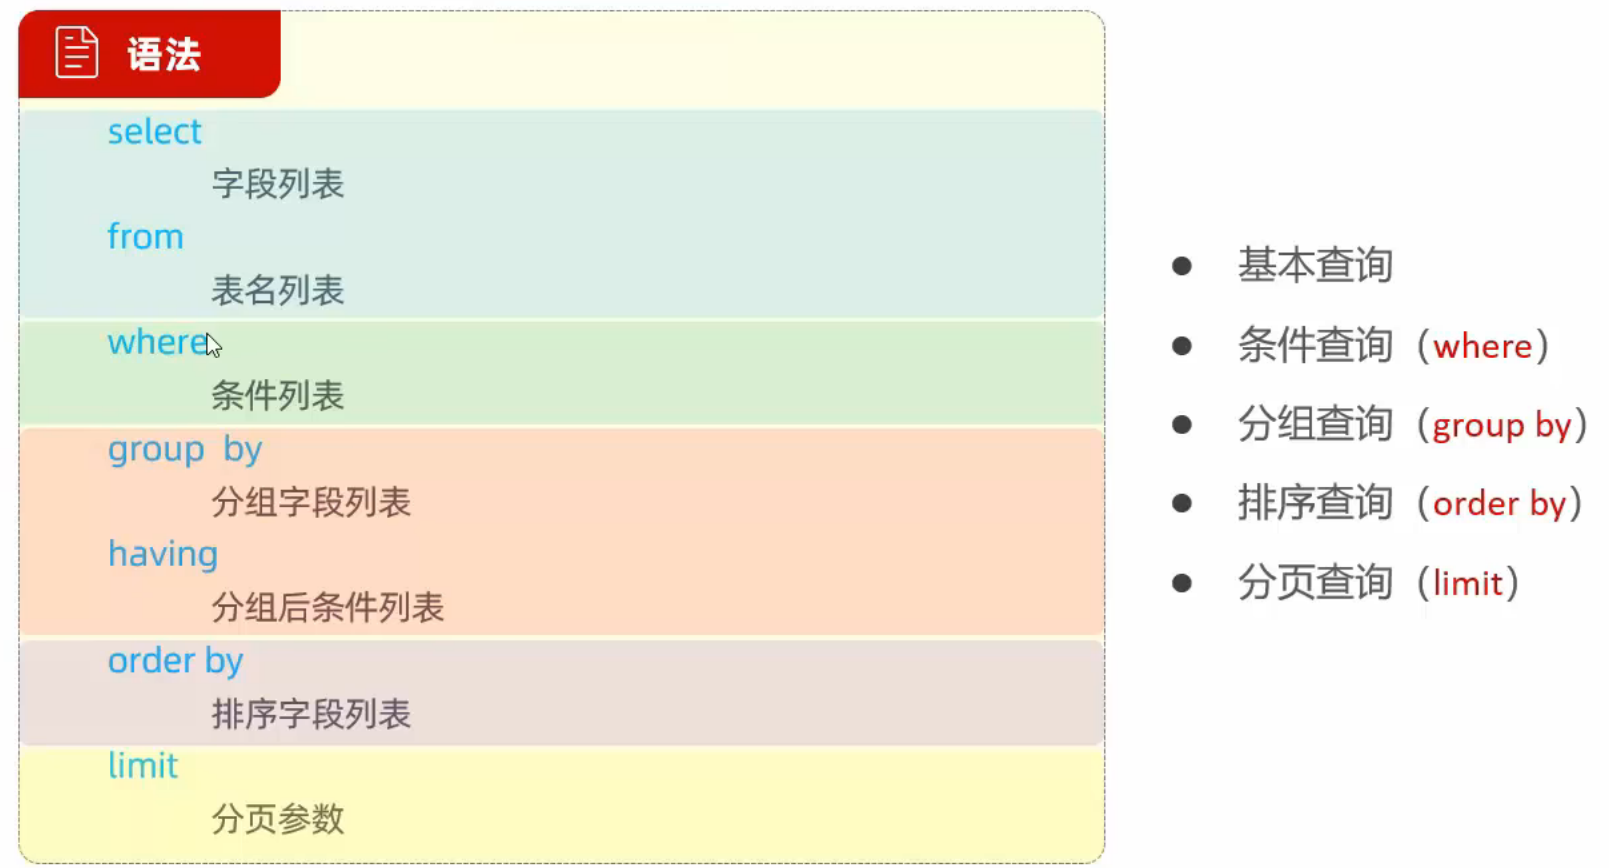 语法
select
字段列表
from
表名列表
where
条件列表
group by
分组字段列表
having
分组后条件列表
order by
排序字段列表
limit
分页参数
基本查询
条件查询（where）
分组查询（group by）
排序查询（order by）
分页查询（limit）